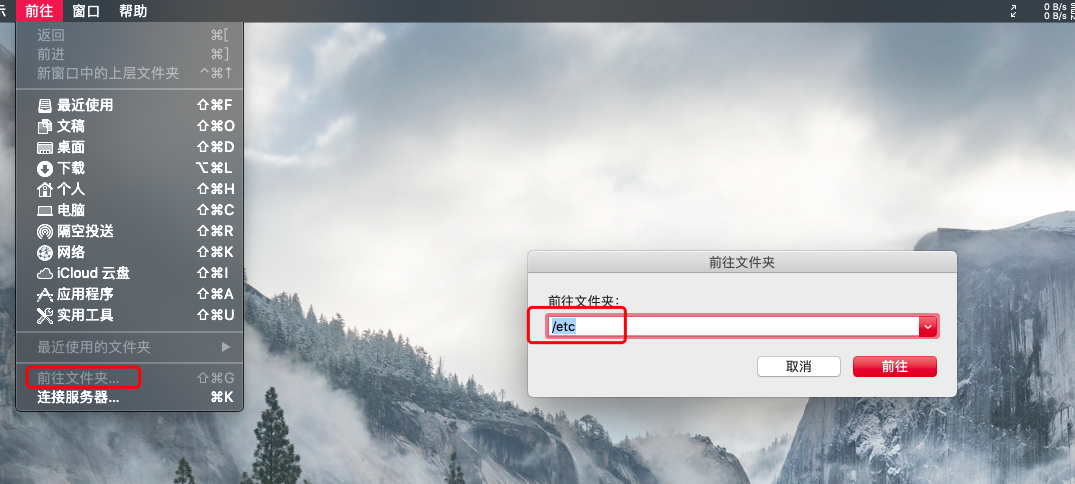 前往 窗口 帮助
0 B/s
0 B/s
返回 ⌘[
前进 ⌘]
新窗口中的上层文件夹 ^⌘↑
最近使用 ⇧⌘F
文稿 ⇧⌘O
桌面 ⇧⌘D
下载 ⌥⌘L
个人 ⇧⌘H
电脑 ⇧⌘C
隔空投送 ⇧⌘R
网络 ⇧⌘K
iCloud 云盘 ⇧⌘I
应用程序 ⇧⌘A
实用工具 ⇧⌘U
最近使用的文件夹 ▶
前往文件夹... ⇧⌘G
连接服务器... ⌘K
前往文件夹
前往文件夹：
/etc
取消 前往